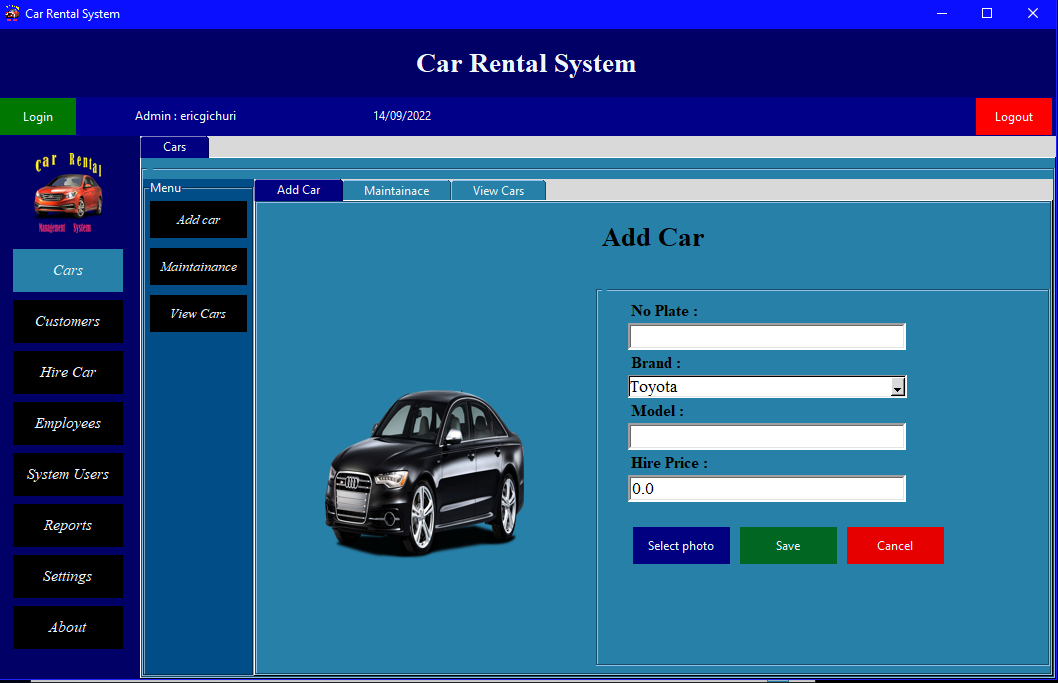 Car Rental System
Car Rental System
Login
Admin : ericgichuri
14/09/2022
Logout
Car Rental
Management System
Cars
Customers
Hire Car
Employees
System Users
Reports
Settings
About
Cars
Menu
Add car
Maintainance
View Cars
Add Car
Maintainace
View Cars
Add Car
No Plate :
Brand :
Toyota
Model :
Hire Price :
0.0
Select photo
Save
Cancel